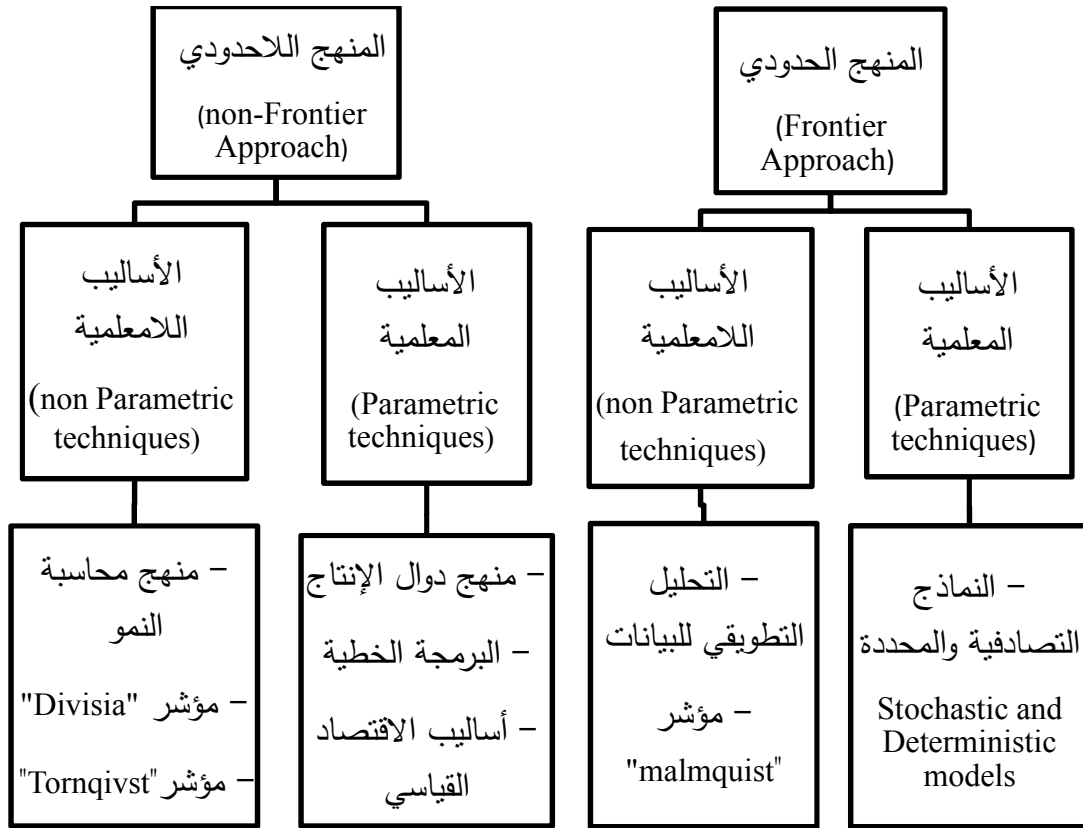 المنهج الحدودي
(Frontier
Approach)
المنهج اللاحدودي
(non-Frontier
Approach)
الأساليب
المعلمية
(Parametric
techniques)
الأساليب
اللامعلمية
(non Parametric
techniques)
الأساليب
المعلمية
(Parametric
techniques)
الأساليب
اللامعلمية
(non Parametric
techniques)
– النماذج
التصادفية والمحددة
Stochastic and
Deterministic
models
– التحليل
التطويقي للبيانات
– مؤشر
"malmquist"
– منهج دوال الإنتاج
– البرمجة الخطية
– أساليب الاقتصاد
القياسي
– منهج محاسبة
النمو
– مؤشر "Divisia"
– مؤشر "Tornqivst"